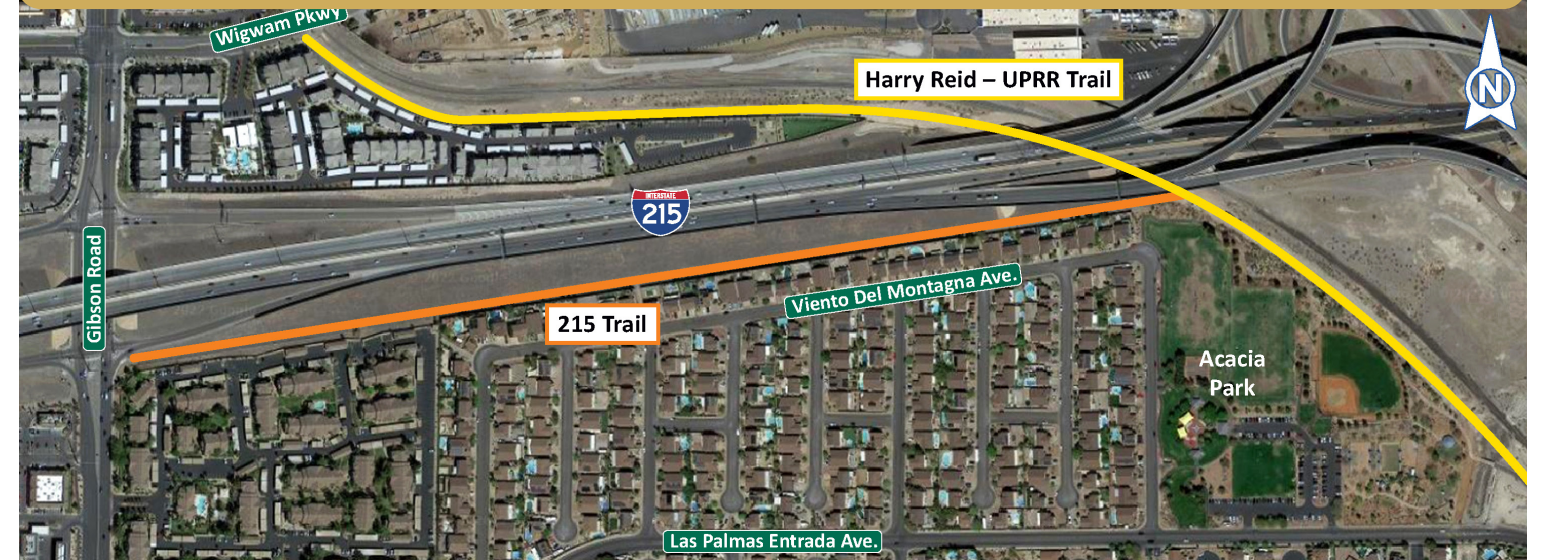 Wigwam Pkwy
Harry Reid – UPRR Trail
N
INTERSTATE
215
Gibson Road
Viento Del Montagna Ave.
215 Trail
Acacia
Park
Las Palmas Entrada Ave.